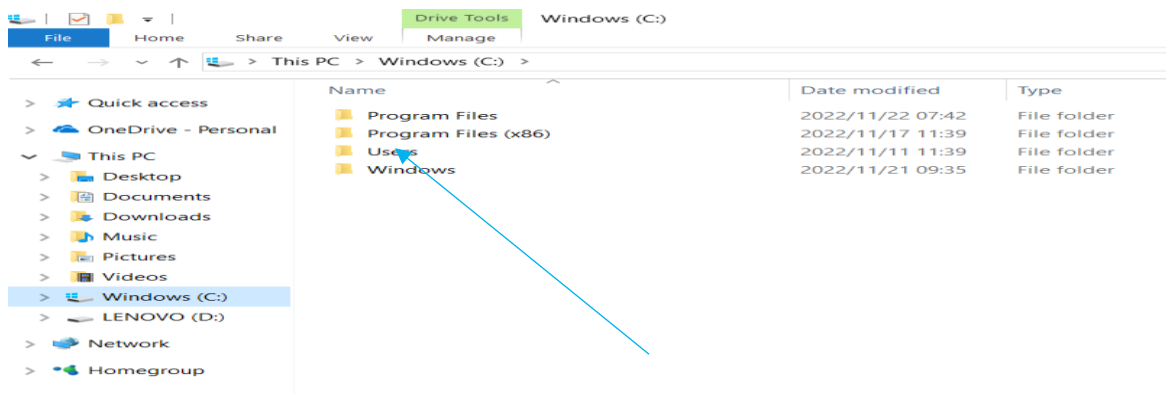 Drive Tools Windows (C:)
File Home Share View Manage
> This PC > Windows (C:) >
Name Date modified Type
> Quick access
> OneDrive - Personal
This PC
> Desktop
> Documents
> Downloads
> Music
> Pictures
> Videos
> Windows (C:)
> LENOVO (D:)
> Network
> Homegroup
Program Files 2022/11/22 07:42 File folder
Program Files (x86) 2022/11/17 11:39 File folder
Users 2022/11/11 11:39 File folder
Windows 2022/11/21 09:35 File folder